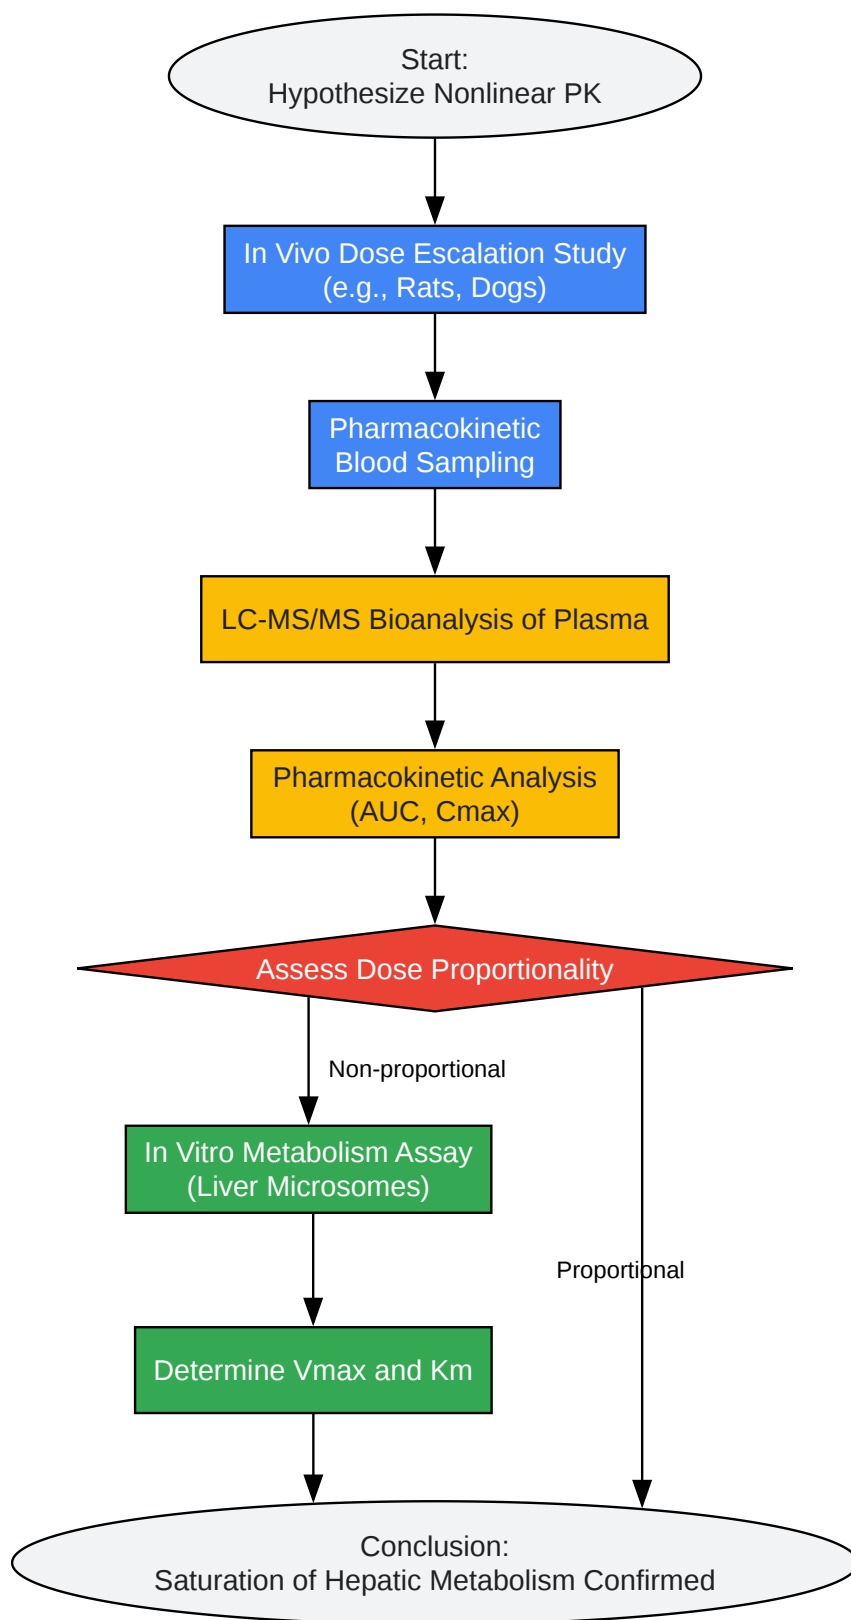 Start:
Hypothesize Nonlinear PK
In Vivo Dose Escalation Study
(e.g., Rats, Dogs)
Pharmacokinetic
Blood Sampling
LC-MS/MS Bioanalysis of Plasma
Pharmacokinetic Analysis
(AUC, Cmax)
Assess Dose Proportionality
Non-proportional
In Vitro Metabolism Assay
(Liver Microsomes)
Proportional
Determine Vmax and Km
Conclusion:
Saturation of Hepatic Metabolism Confirmed